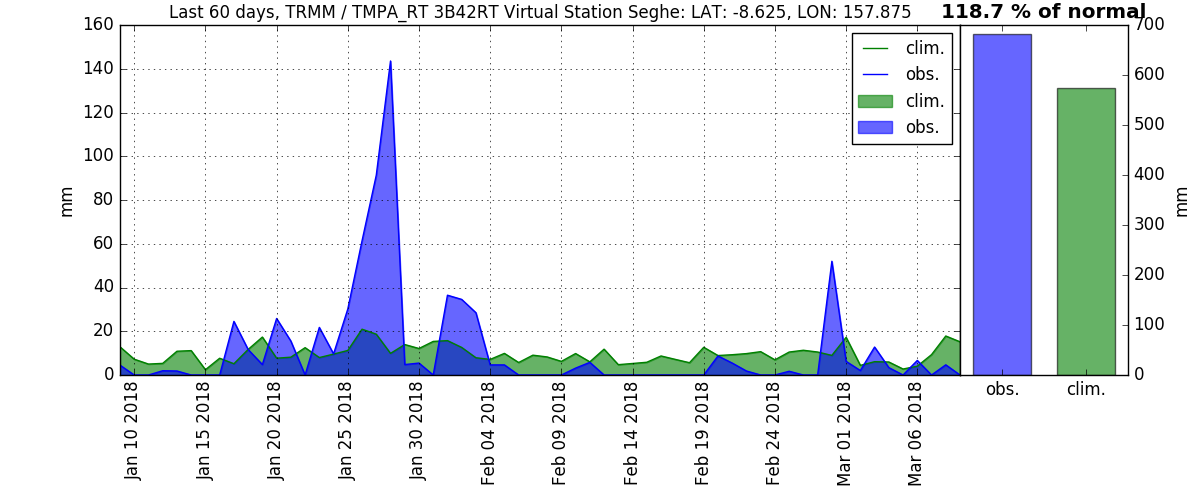 Last 60 days, TRMM / TMPA_RT 3B42RT Virtual Station Seghe: LAT: -8.625, LON: 157.875
118.7 % of normal
160
140
120
100
80
60
40
20
0
mm
clim.
obs.
clim.
obs.
700
600
500
400
300
200
100
0
mm
Jan 10 2018
Jan 15 2018
Jan 20 2018
Jan 25 2018
Jan 30 2018
Feb 04 2018
Feb 09 2018
Feb 14 2018
Feb 19 2018
Feb 24 2018
Mar 01 2018
Mar 06 2018
obs.
clim.